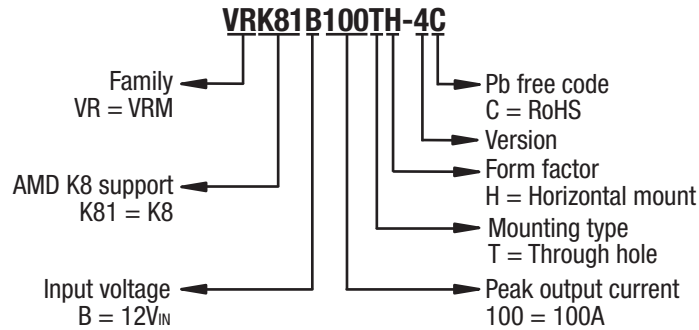 VRK81B100TH-4C
Family
VR = VRM
AMD K8 support
K81 = K8
Input voltage
B = 12VIN
Pb free code
C = RoHS
Version
Form factor
H = Horizontal mount
Mounting type
T = Through hole
Peak output current
100 = 100A